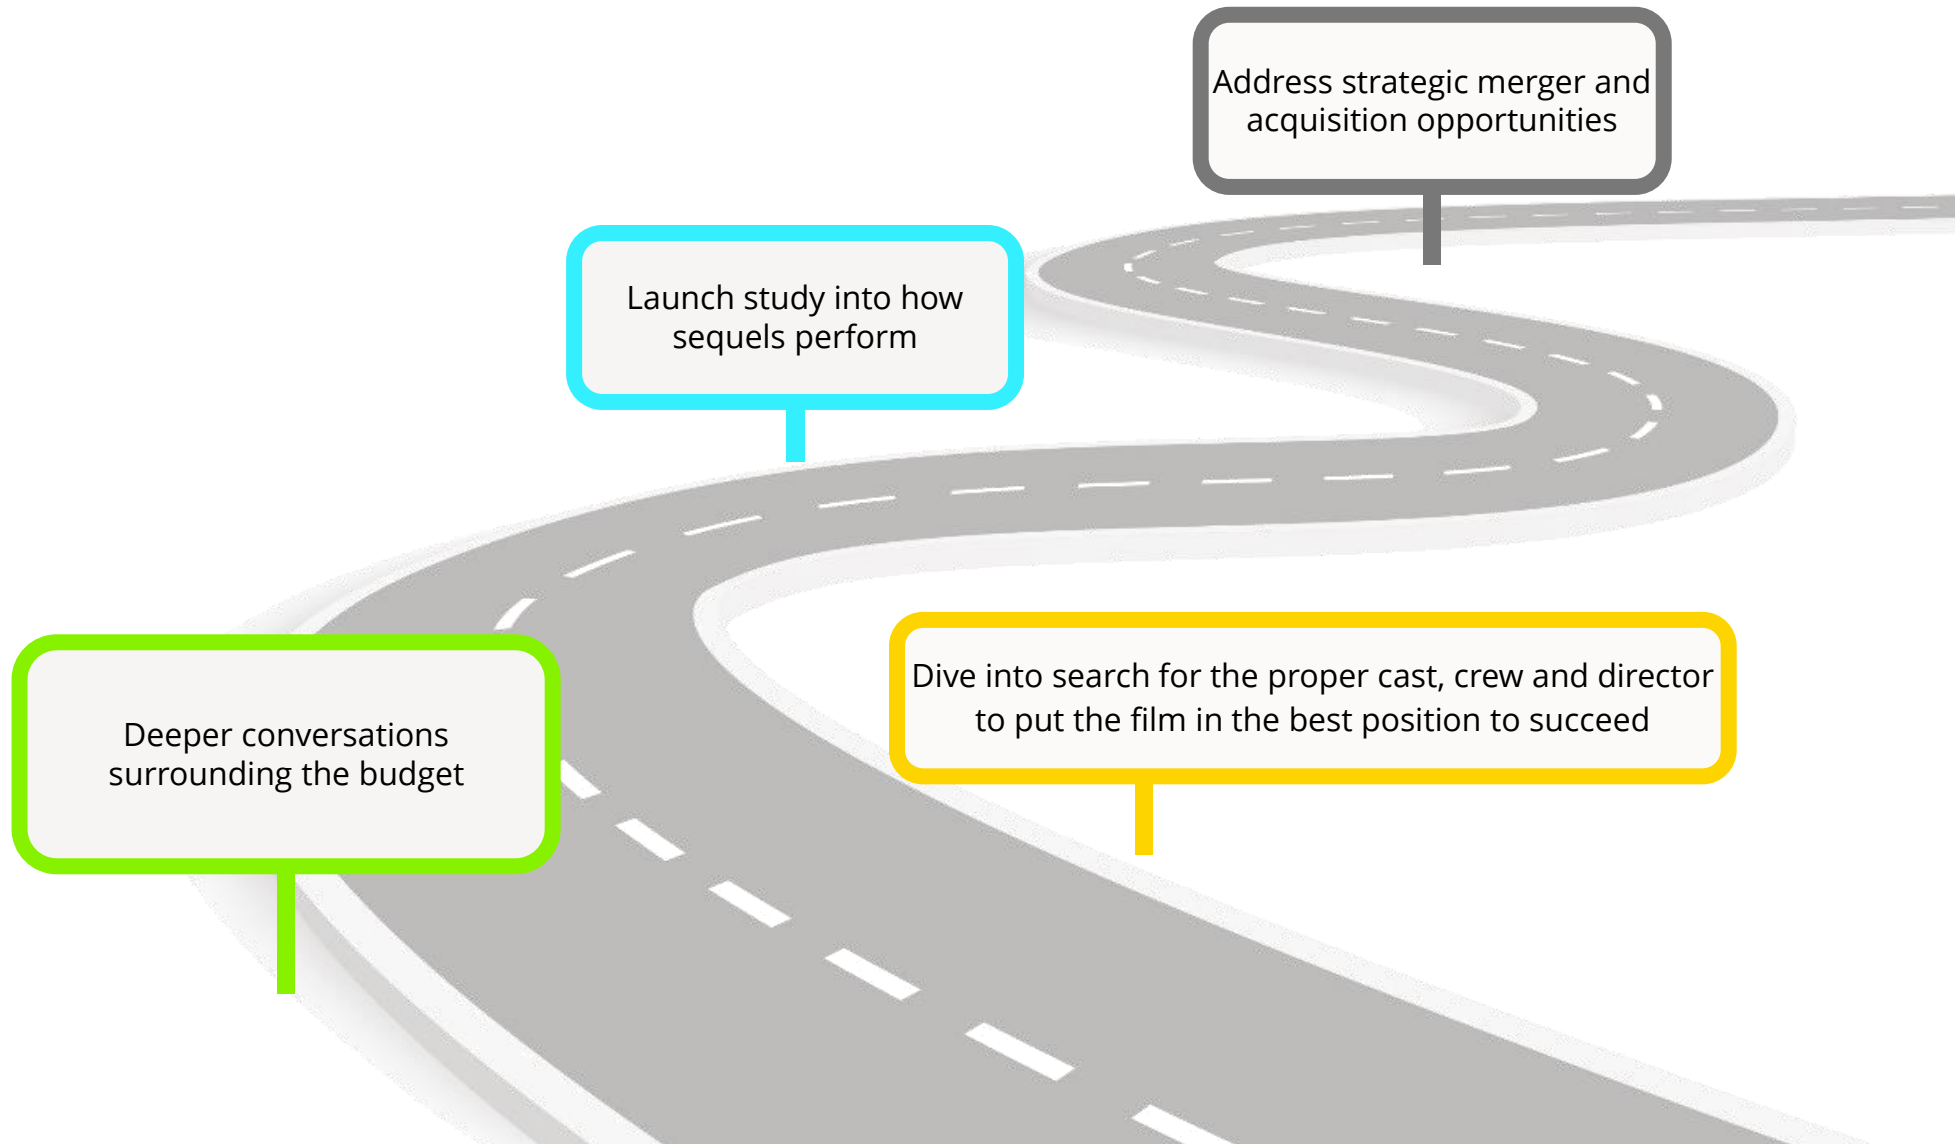 Address strategic merger and
acquisition opportunities
Launch study into how
sequels perform
Dive into search for the proper cast, crew and director
to put the film in the best position to succeed
Deeper conversations
surrounding the budget